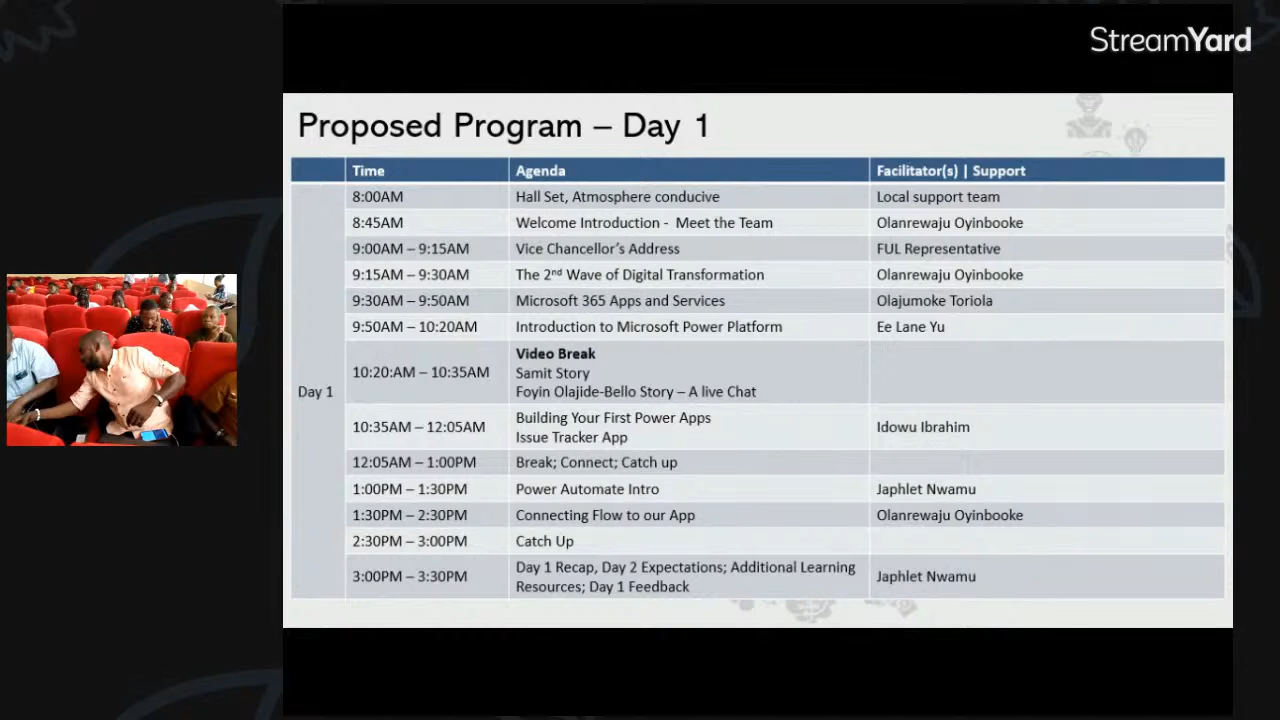 StreamYard
Proposed Program – Day 1
Time Agenda Facilitator(s) | Support
8:00AM Hall Set, Atmosphere conducive Local support team
8:45AM Welcome Introduction - Meet the Team Olanrewaju Oyinbooke
9:00AM – 9:15AM Vice Chancellor's Address FUL Representative
9:15AM – 9:30AM The 2nd Wave of Digital Transformation Olanrewaju Oyinbooke
9:30AM – 9:50AM Microsoft 365 Apps and Services Olajumoke Toriola
9:50AM – 10:20AM Introduction to Microsoft Power Platform Ee Lane Yu
Video Break
10:20:AM – 10:35AM Samit Story
Foyin Olajide-Bello Story – A live Chat
Day 1
10:35AM – 12:05AM Building Your First Power Apps Idowu Ibrahim
Issue Tracker App
12:05AM – 1:00PM Break; Connect; Catch up
1:00PM – 1:30PM Power Automate Intro Japhlet Nwamu
1:30PM – 2:30PM Connecting Flow to our App Olanrewaju Oyinbooke
2:30PM – 3:00PM Catch Up
3:00PM – 3:30PM Day 1 Recap, Day 2 Expectations; Additional Learning Japhlet Nwamu
Resources; Day 1 Feedback